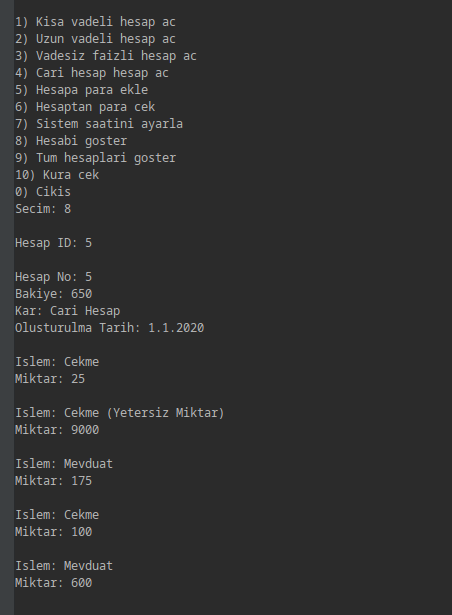 1) Kisa vadeli hesap ac
2) Uzun vadeli hesap ac
3) Vadesiz faizli hesap ac
4) Cari hesap hesap ac
5) Hesapa para ekle
6) Hesaptan para cek
7) Sistem saatini ayarla
8) Hesabi goster
9) Tum hesaplari goster
10) Kura cek
0) Cikis
Secim: 8
Hesap ID: 5
Hesap No: 5
Bakiye: 650
Kar: Cari Hesap
Olusturulma Tarih: 1.1.2020
Islem: Cekme
Miktar: 25
Islem: Cekme (Yetersiz Miktar)
Miktar: 9000
Islem: Mevduat
Miktar: 175
Islem: Cekme
Miktar: 100
Islem: Mevduat
Miktar: 600